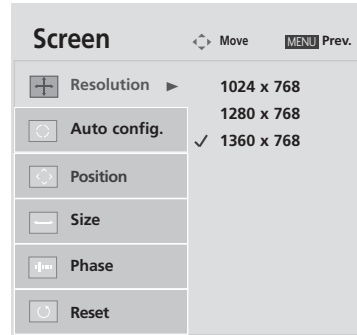 Screen Move MENU Prev.
Resolution 1024 x 768
1280 x 768
Auto config.
1360 x 768
Position
Size
Phase
Reset